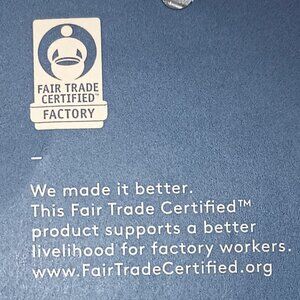 FAIR TRADE
CERTIFIED™
FACTORY
–
We made it better.
This Fair Trade Certified™
product supports a better
livelihood for factory workers.
www.FairTradeCertified.org